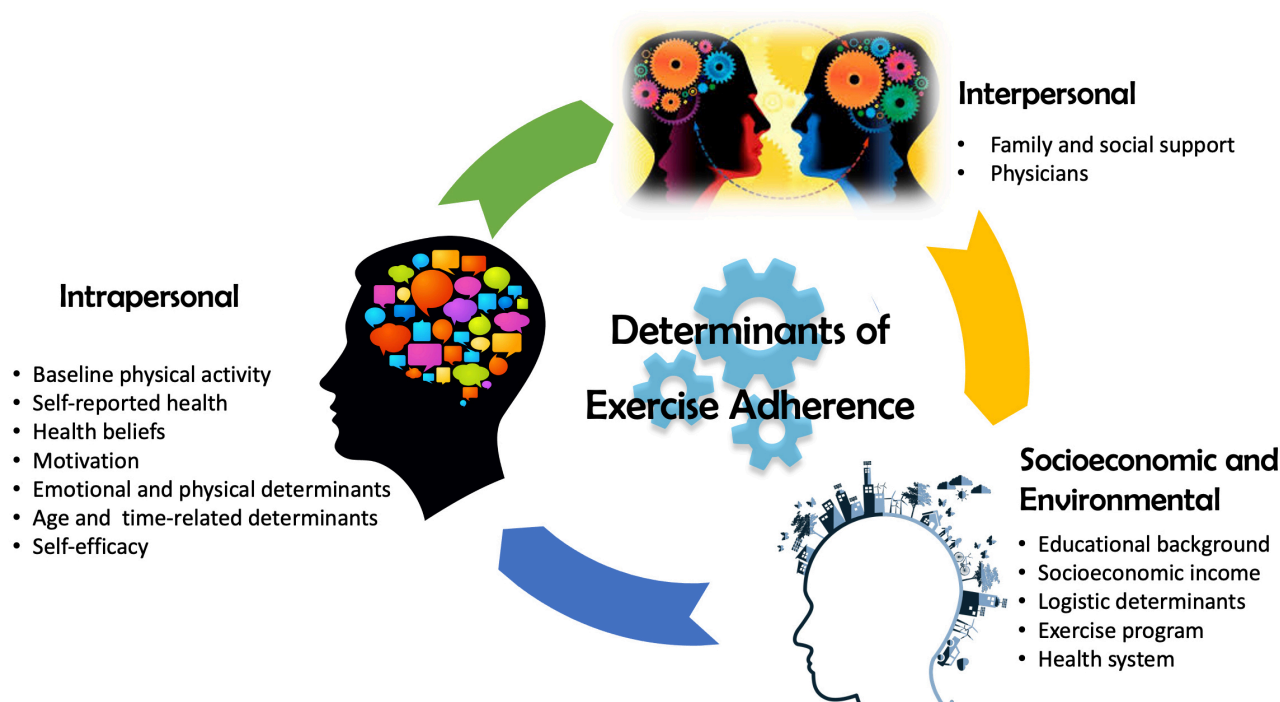 Interpersonal
• Family and social support
• Physicians
Intrapersonal
• Baseline physical activity
• Self-reported health
• Health beliefs
• Motivation
• Emotional and physical determinants
• Age and  time-related determinants
• Self-efficacy
Determinants of
Exercise Adherence
Socioeconomic and
Environmental
• Educational background
• Socioeconomic income
• Logistic determinants
• Exercise program
• Health system